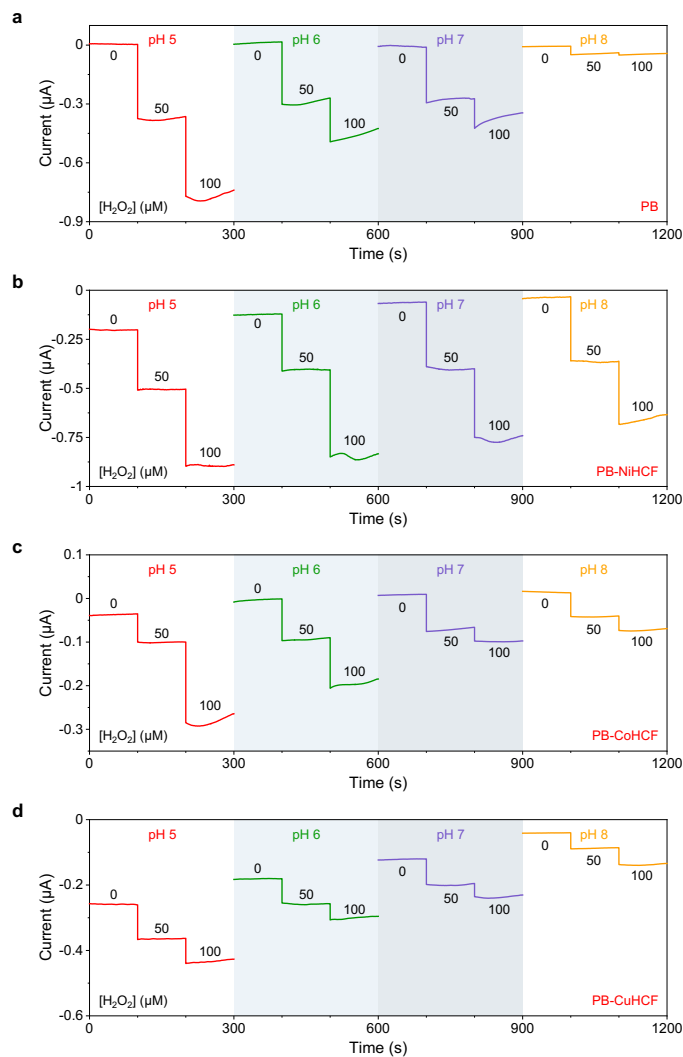 a
pH 5 pH 6 pH 7 pH 8
0
0 0 0 0
50 100
-0.3
50
50 50
100 100
-0.6
100
Current (µA)
[H₂O₂] (µM) PB
-0.9
0 300 600 900 1200
Time (s)
b
0
pH 5 pH 6 pH 7 pH 8
0 0 0 0
-0.25
50 50 50 50
-0.5
100 100 100 100
-0.75
Current (µA)
[H₂O₂] (µM) PB-NiHCF
-1
0 300 600 900 1200
Time (s)
c
0.1
pH 5 pH 6 pH 7 pH 8
0 0 0 0
0
50 50 50 50
-0.1
100 100 100 100
-0.2
Current (µA)
-0.3
[H₂O₂] (µM) PB-CoHCF
0 300 600 900 1200
Time (s)
d
0
pH 5 pH 6 pH 7 pH 8
0 0 0 0
50 50 50 50
-0.2
100 100 100 100
-0.4
Current (µA)
[H₂O₂] (µM) PB-CuHCF
-0.6
0 300 600 900 1200
Time (s)